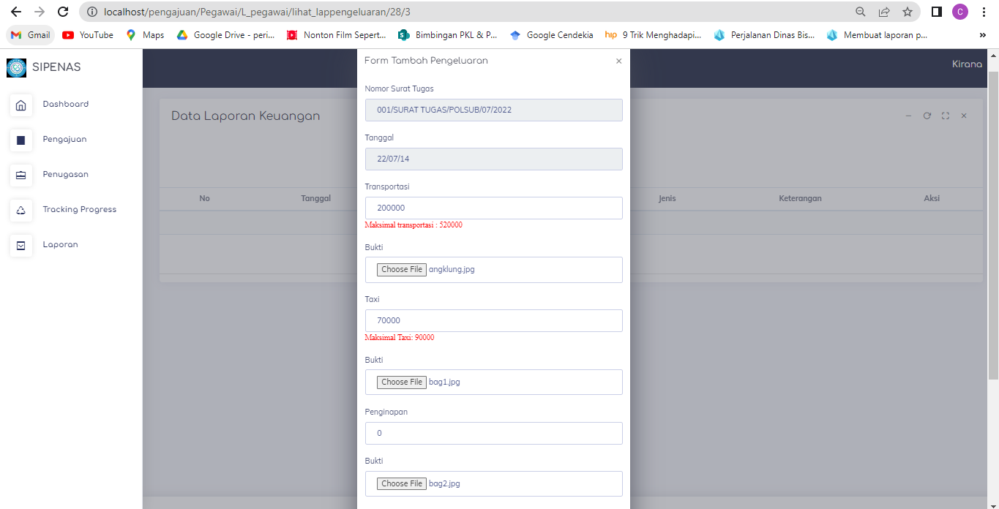 localhost/pengajuan/Pegawai/L_pegawai/lihat_lappengeluaran/28/3
C
Gmail YouTube Maps Google Drive - peri... Nonton Film Sepert... Bimbingan PKL & P... Google Cendekia hip 9 Trik Menghadapi... Perjalanan Dinas Bis... Membuat laporan p... »
SIPENAS
Kirana
Dashboard
Pengajuan
Penugasan
Tracking Progress
Laporan
Data Laporan Keuangan
No Tanggal Jenis Keterangan Aksi
Form Tambah Pengeluaran ×
Nomor Surat Tugas
001/SURAT TUGAS/POLSUB/07/2022
Tanggal
22/07/14
Transportasi
200000
Maksimal transportasi : 520000
Bukti
Choose File angklung.jpg
Taxi
70000
Maksimal Taxi: 90000
Bukti
Choose File bag1.jpg
Penginapan
0
Bukti
Choose File bag2.jpg